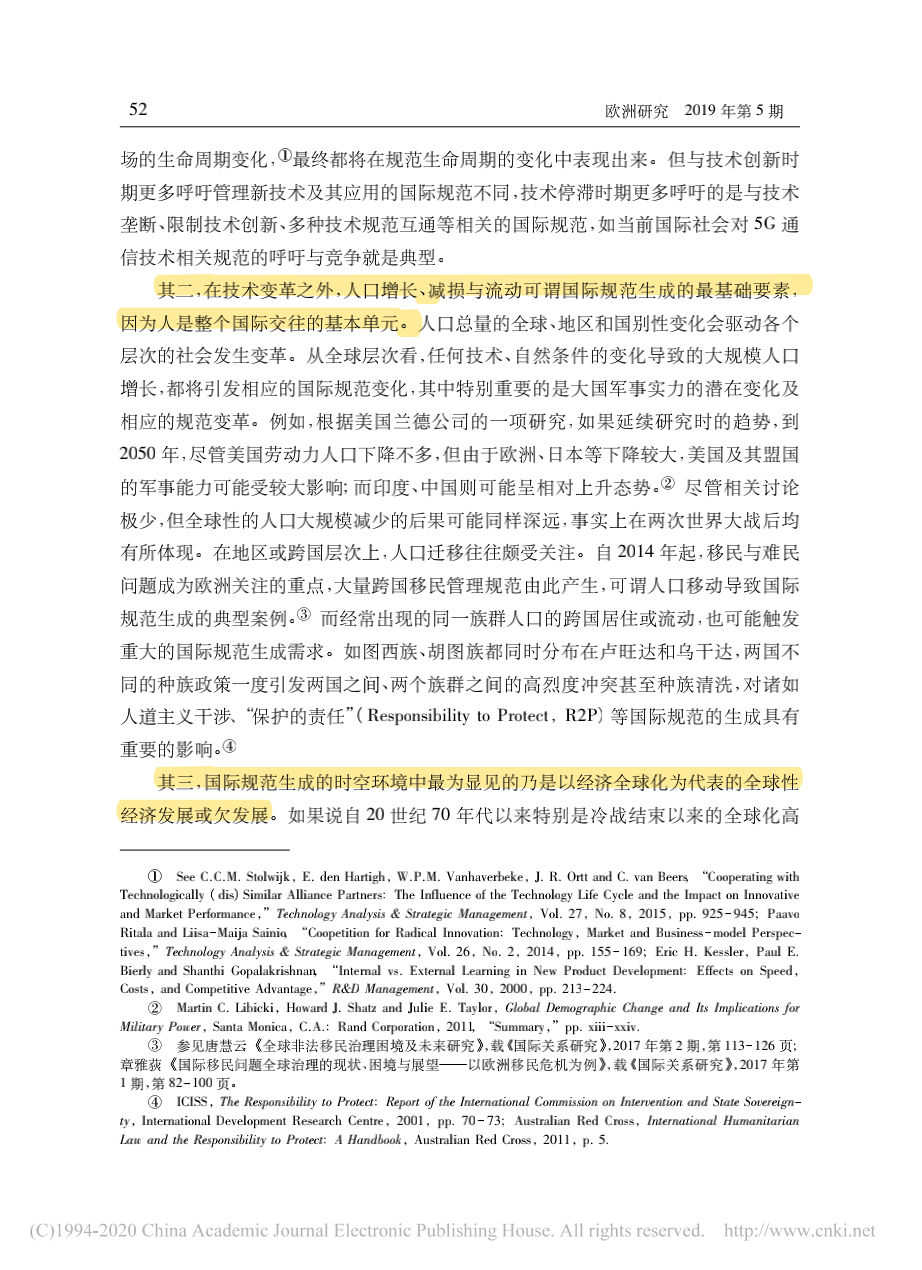 52
欧洲研究 2019 年第 5 期
场的生命周期变化,①最终都将在规范生命周期的变化中表现出来。但与技术创新时
期更多呼吁管理新技术及其应用的国际规范不同,技术停滞时期更多呼吁的是与技术
垄断、限制技术创新、多种技术规范互通等相关的国际规范,如当前国际社会对 5G 通
信技术相关规范的呼吁与竞争就是典型。
其二,在技术变革之外,人口增长、减损与流动可谓国际规范生成的最基础要素,
因为人是整个国际交往的基本单元。人口总量的全球、地区和国别性变化会驱动各个
层次的社会发生变革。从全球层次看,任何技术、自然条件的变化导致的大规模人口
增长,都将引发相应的国际规范变化,其中特别重要的是大国军事实力的潜在变化及
相应的规范变革。例如,根据美国兰德公司的一项研究,如果延续研究时的趋势,到
2050 年,尽管美国劳动力人口下降不多,但由于欧洲、日本等下降较大,美国及其盟国
的军事能力可能受较大影响;而印度、中国则可能呈相对上升态势。② 尽管相关讨论
极少,但全球性的人口大规模减少的后果可能同样深远,事实上在两次世界大战后均
有所体现。在地区或跨国层次上,人口迁移往往颇受关注。自 2014 年起,移民与难民
问题成为欧洲关注的重点,大量跨国移民管理规范由此产生,可谓人口移动导致国际
规范生成的典型案例。③ 而经常出现的同一族群人口的跨国居住或流动,也可能触发
重大的国际规范生成需求。如图西族、胡图族都同时分布在卢旺达和乌干达,两国不
同的种族政策一度引发两国之间、两个族群之间的高烈度冲突甚至种族清洗,对诸如
人道主义干涉、“保护的责任”( Responsibility to Protect, R2P〕等国际规范的生成具有
重要的影响。④
其三,国际规范生成的时空环境中最为显见的乃是以经济全球化为代表的全球性
经济发展或欠发展。如果说自 20 世纪 70 年代以来特别是冷战结束以来的全球化高
① See C.C.M. Stolwijk, E. den Hartigh, W.P.M. Vanhaverbeke, J. R. Ortt and C. van Beers, “Cooperating with
Technologically ( dis) Similar Alliance Partners: The Influence of the Technology Life Cycle and the Impact on Innovative
and Market Performance,” Technology Analysis & Strategic Management, Vol. 27, No. 8, 2015, pp. 925-945; Paavo
Ritala and Liisa-Maija Sainio, “Coopetition for Radical Innovation: Technology, Market and Business-model Perspec-
tives,” Technology Analysis & Strategic Management, Vol. 26, No. 2, 2014, pp. 155-169; Eric H. Kessler, Paul E.
Bierly and Shanthi Gopalakrishnan, “Internal vs. External Learning in New Product Development: Effects on Speed,
Costs, and Competitive Advantage,” R&D Management, Vol. 30, 2000, pp. 213-224.
② Martin C. Libicki, Howard J. Shatz and Julie E. Taylor, Global Demographic Change and Its Implications for
Military Power, Santa Monica, C.A.: Rand Corporation, 2011, “Summary,” pp. xiii-xxiv.
③ 参见唐慧云《全球非法移民治理困境及未来研究》,载《国际关系研究》,2017 年第 2 期,第 113-126 页;
章雅荻《国际移民问题全球治理的现状、困境与展望——以欧洲移民危机为例》,载《国际关系研究》,2017 年第
1 期,第 82-100 页。
④ ICISS, The Responsibility to Protect: Report of the International Commission on Intervention and State Sovereign-
ty, International Development Research Centre, 2001, pp. 70-73; Australian Red Cross, International Humanitarian
Law and the Responsibility to Protect: A Handbook, Australian Red Cross, 2011, p. 5.
(C)1994-2020 China Academic Journal Electronic Publishing House. All rights reserved. http://www.cnki.net